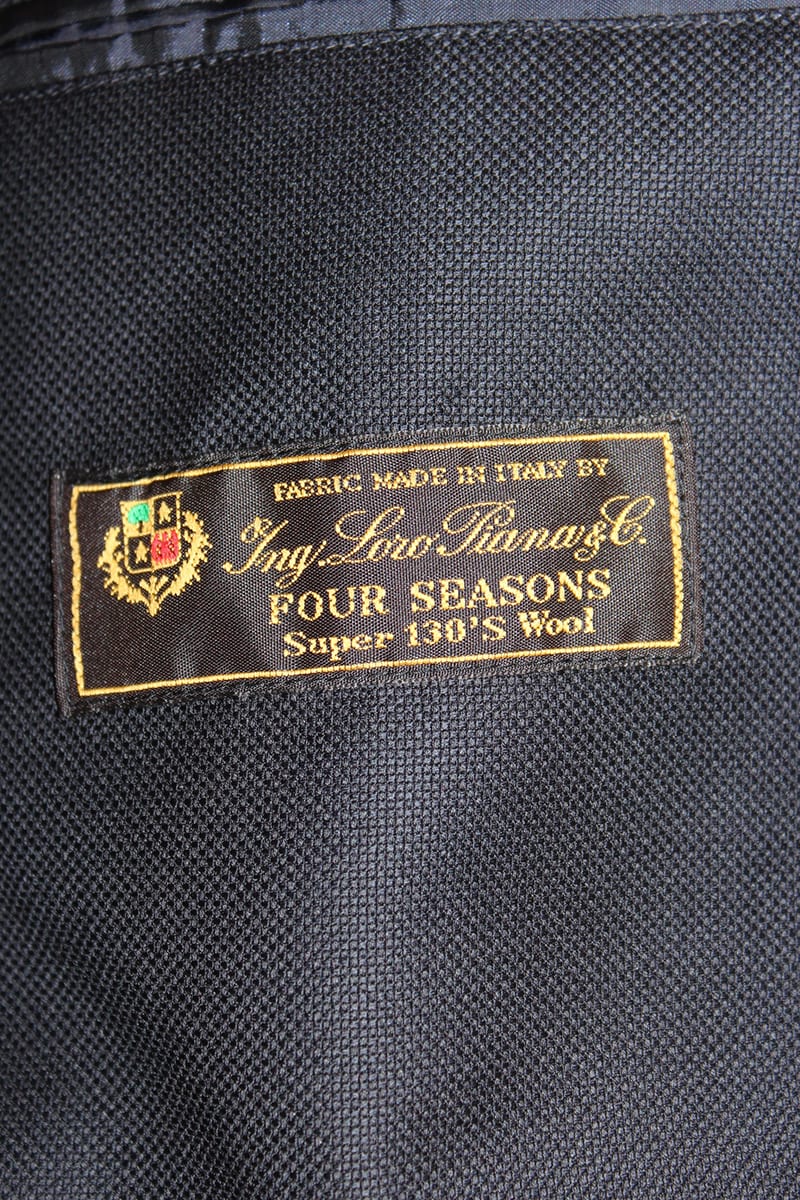 FABRIC MADE IN ITALY BY
Ing. Loro Piana & C.
FOUR SEASONS
Super 130'S Wool